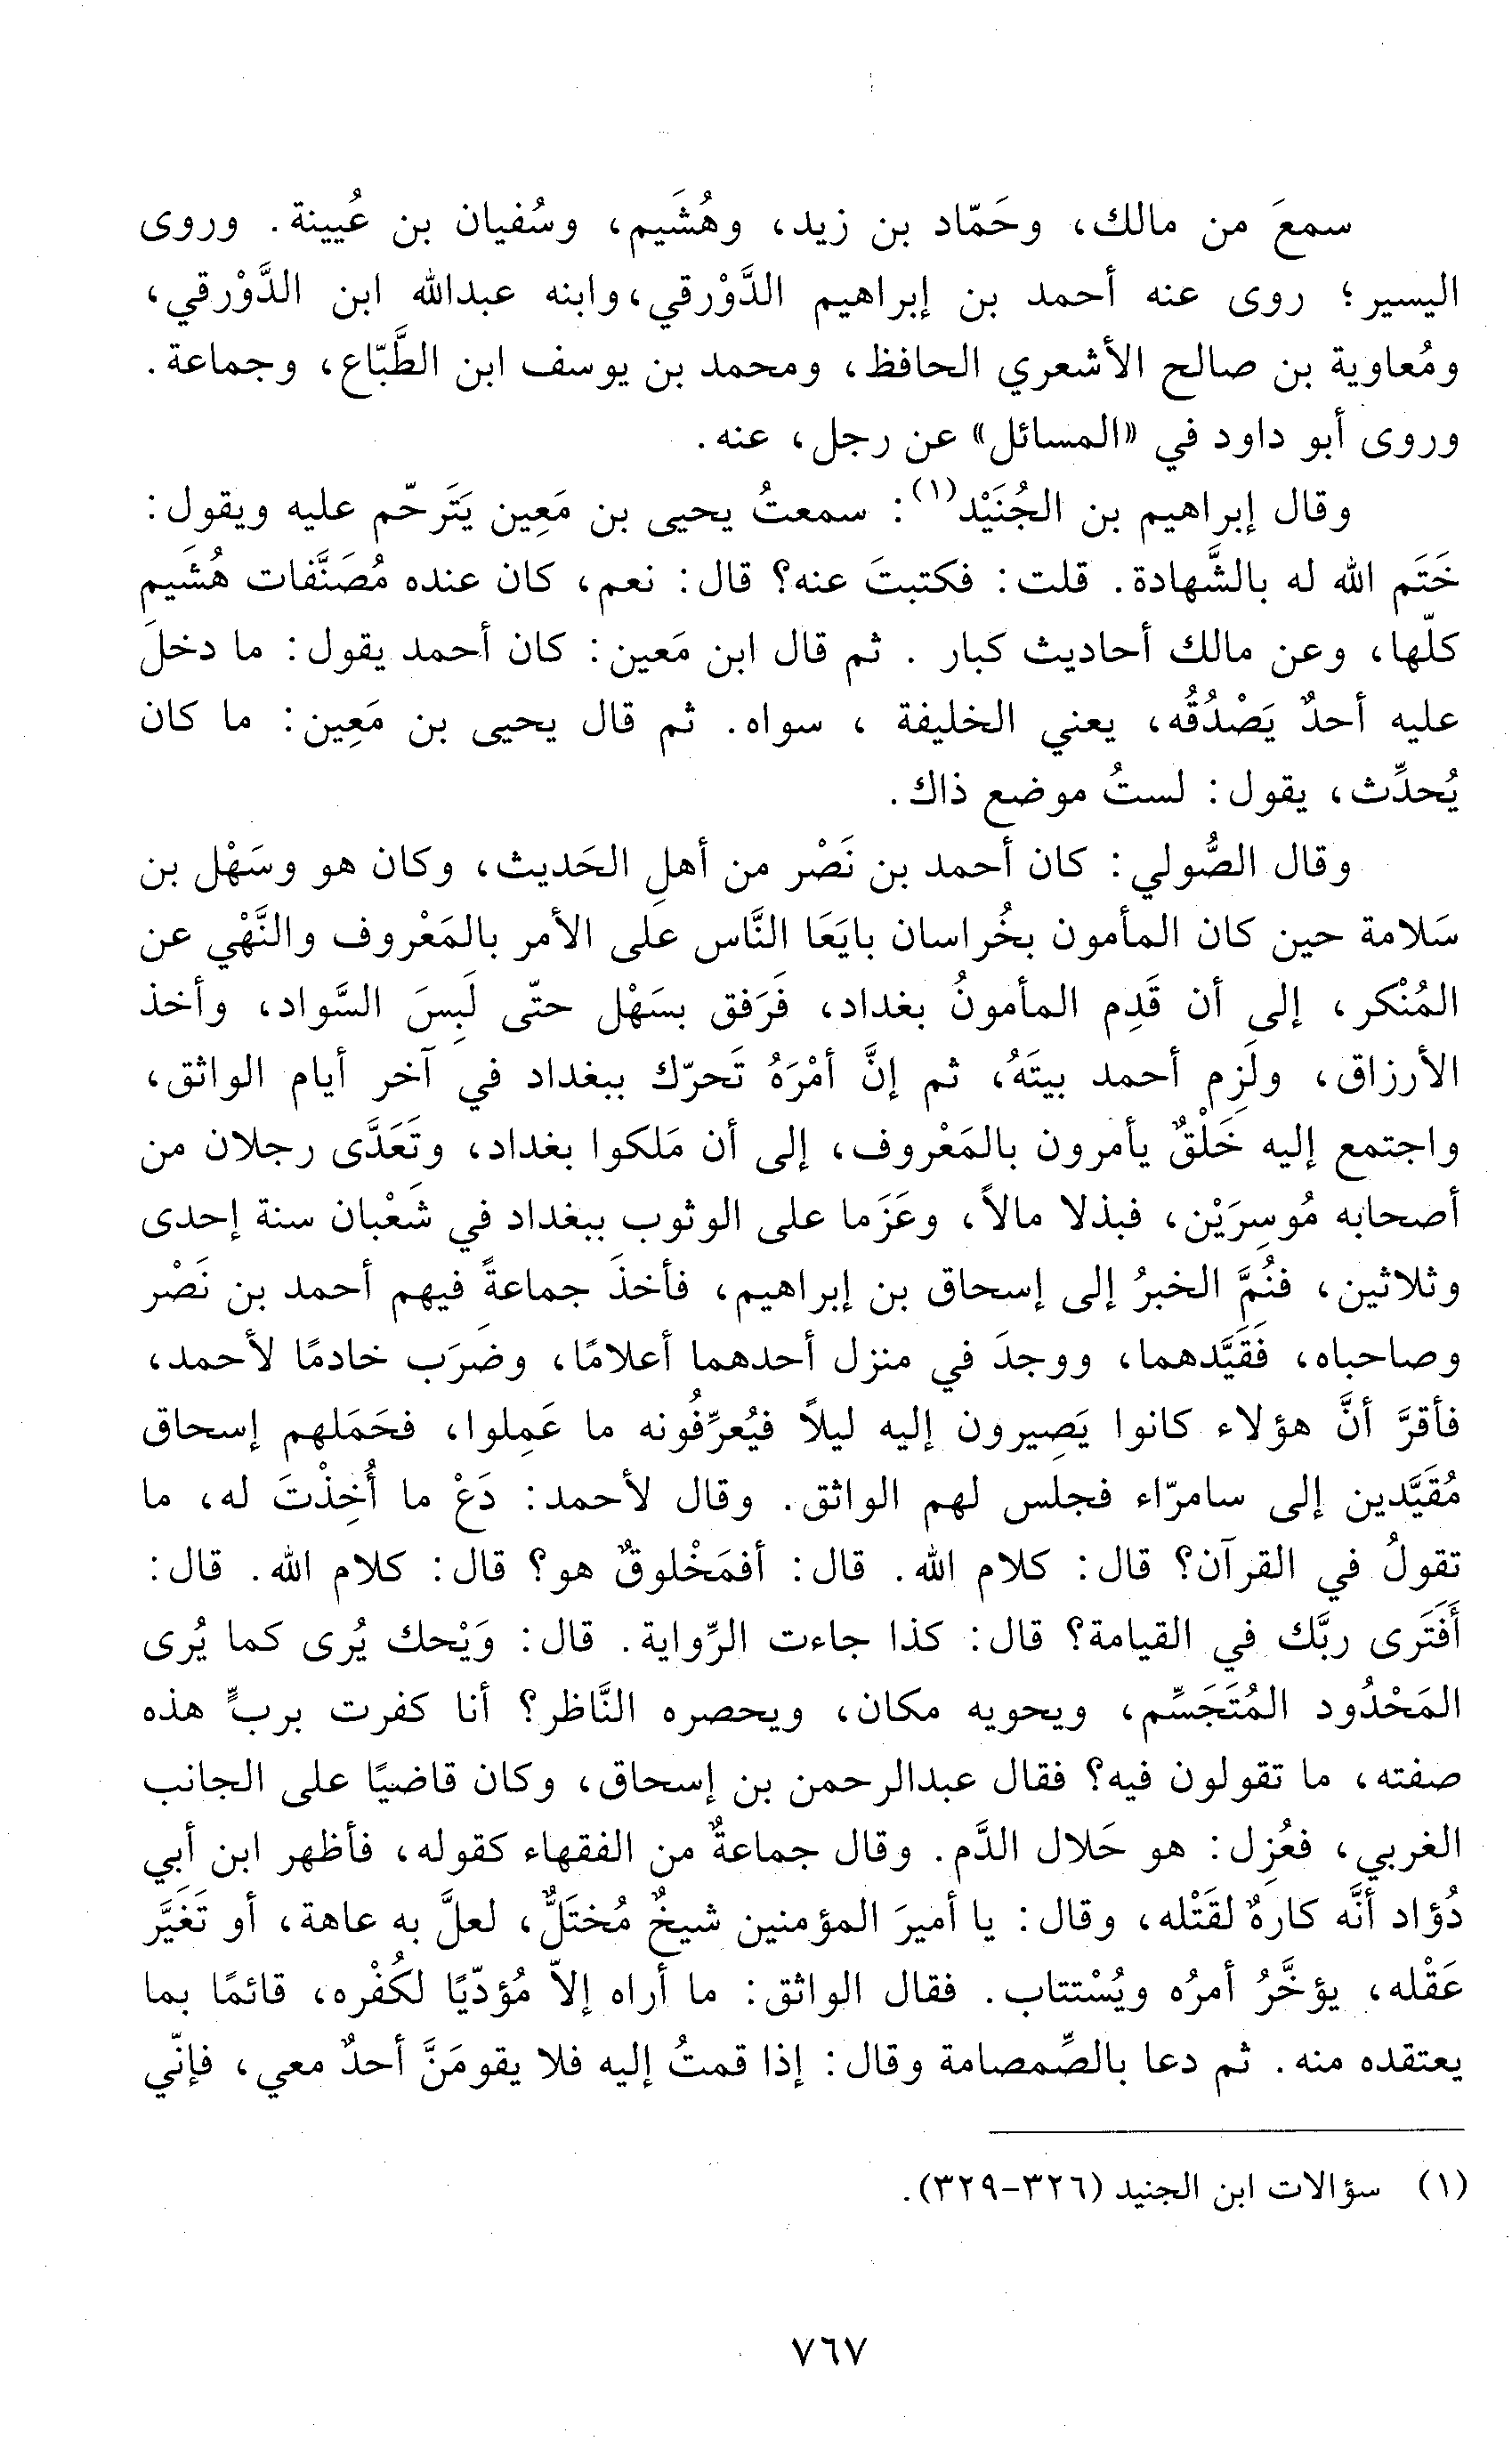 سمعَ من مالك، وحَمّاد بن زيد، وهُشَيم، وسُفيان بن عُيينة. وروى
اليسير؛ روى عنه أحمد بن إبراهيم الدَّوْرقي، وابنه عبدالله ابن الدَّوْرقي،
ومُعاوية بن صالح الأشعري الحافظ، ومحمد بن يوسف ابن الطَّبّاع، وجماعة.
وروى أبو داود في «المسائل» عن رجل، عنه.
وقال إبراهيم بن الجُنَيْد(١): سمعتُ يحيى بن مَعِين يَتَرحّم عليه ويقول:
خَتَم الله له بالشَّهادة. قلت: فكتبتَ عنه؟ قال: نعم، كان عنده مُصَنَّفات هُشَيم
كلّها، وعن مالك أحاديث كبار . ثم قال ابن مَعين: كان أحمد يقول: ما دخلَ
عليه أحدٌ يَصْدُقُه، يعني الخليفة ، سواه. ثم قال يحيى بن مَعِين: ما كان
يُحدِّث، يقول: لستُ موضع ذاك.
وقال الصُّولي: كان أحمد بن نَصْر من أهلِ الحَديث، وكان هو وسَهْل بن
سَلامة حين كان المأمون بخُراسان بايَعَا النَّاس على الأمر بالمَعْروف والنَّهْي عن
المُنْكر، إلى أن قَدِم المأمونُ بغداد، فَرَفق بسَهْل حتّى لَبِسَ السَّواد، وأخذ
الأرزاق، ولَزِم أحمد بيتَهُ، ثم إنَّ أمْرَهُ تَحرّك ببغداد في آخر أيام الواثق،
واجتمع إليه خَلْقٌ يأمرون بالمَعْروف، إلى أن مَلكوا بغداد، وتَعَدَّى رجلان من
أصحابه مُوسِرَيْن، فبذلا مالاً، وعَزَما على الوثوب ببغداد في شَعْبان سنة إحدى
وثلاثين، فنُمَّ الخبرُ إلى إسحاق بن إبراهيم، فأخذَ جماعةً فيهم أحمد بن نَصْر
وصاحباه، فَقَيَّدهما، ووجدَ في منزل أحدهما أعلامًا، وضَرَب خادمًا لأحمد،
فأقرَّ أنَّ هؤلاء كانوا يَصِيرون إليه ليلاً فيُعرِّفُونه ما عَمِلوا، فحَمَلهم إسحاق
مُقَيَّدين إلى سامرّاء فجلس لهم الواثق. وقال لأحمد: دَعْ ما أُخِذْتَ له، ما
تقولُ في القرآن؟ قال: كلام الله. قال: أفمَخْلوقٌ هو؟ قال: كلام الله. قال:
أَفَتَرى ربَّك في القيامة؟ قال: كذا جاءت الرِّواية. قال: وَيْحك يُرى كما يُرى
المَحْدُود المُتَجَسِّم، ويحويه مكان، ويحصره النَّاظر؟ أنا كفرت بربٍّ هذه
صفته، ما تقولون فيه؟ فقال عبدالرحمن بن إسحاق، وكان قاضيًا على الجانب
الغربي، فعُزِل: هو حَلال الدَّم. وقال جماعةٌ من الفقهاء كقوله، فأظهر ابن أبي
دُؤاد أنَّه كارهٌ لقَتْله، وقال: يا أميرَ المؤمنين شيخٌ مُختَلٌّ، لعلَّ به عاهة، أو تَغَيَّر
عَقْله، يؤخَّرُ أمرُه ويُسْتتاب. فقال الواثق: ما أراه إلاّ مُؤدّيًا لكُفْره، قائمًا بما
يعتقده منه. ثم دعا بالصِّمصامة وقال: إذا قمتُ إليه فلا يقومَنَّ أحدٌ معي، فإنّي
(١) سؤالات ابن الجنيد (٣٢٦-٣٢٩).
٧٦٧